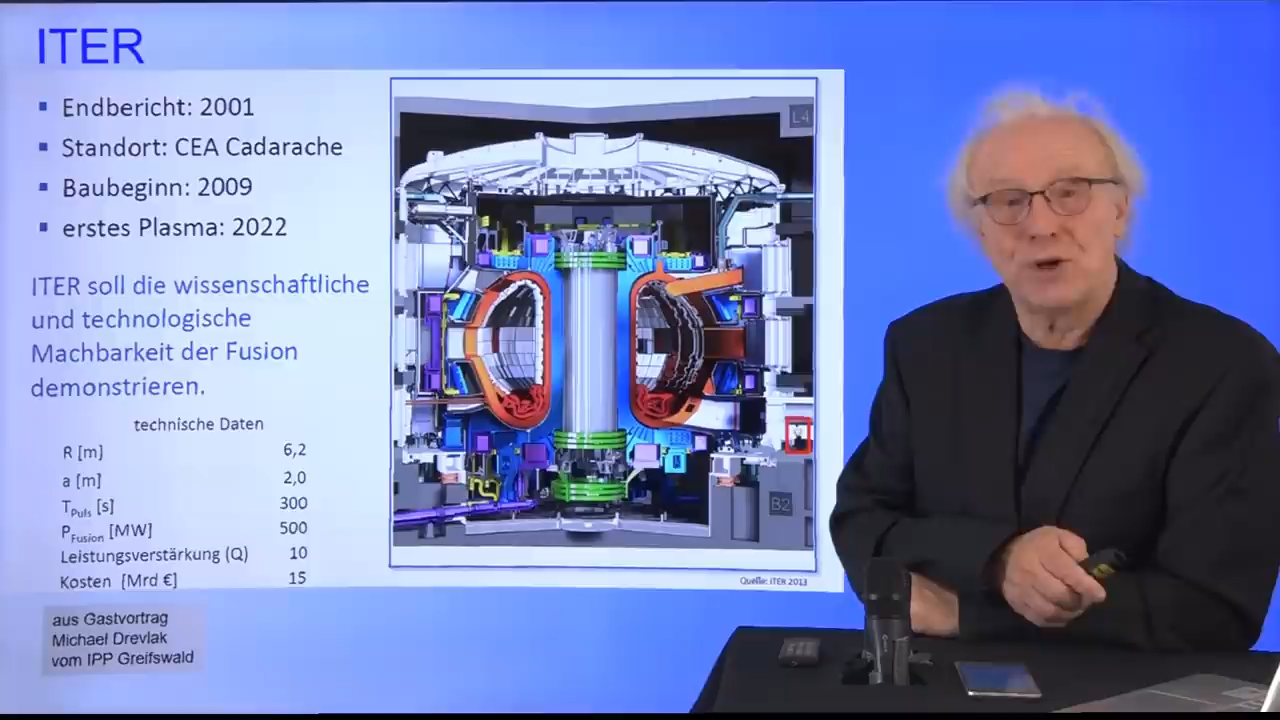 ITER
Endbericht: 2001
Standort: CEA Cadarache
Baubeginn: 2009
erstes Plasma: 2022
ITER soll die wissenschaftliche
und technologische
Machbarkeit der Fusion
demonstrieren.
technische Daten
R [m] 6,2
a [m] 2,0
T_Puls [s] 300
P_Fusion [MW] 500
Leistungsverstärkung (Q) 10
Kosten [Mrd €] 15
aus Gastvortrag
Michael Drevlak
vom IPP Greifswald
L4
B2
Quelle: ITER 2013